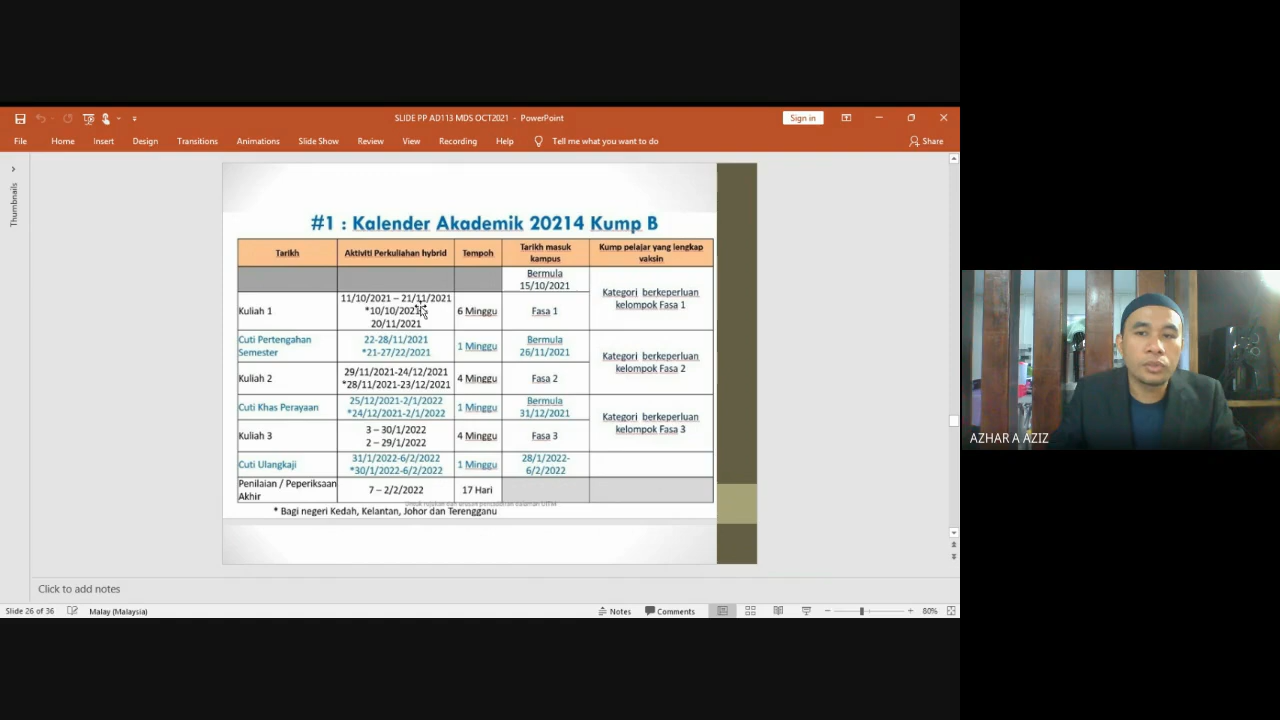 SLIDE PP AD113 MDS OCT2021 - PowerPoint
Sign in
File Home Insert Design Transitions Animations Slide Show Review View Recording Help Tell me what you want to do
Share
Thumbnails
#1 : Kalender Akademik 20214 Kump B
Tarikh Aktiviti Perkuliahan hybrid Tempoh Tarikh masuk kampus Kump pelajar yang lengkap vaksin
Bermula
15/10/2021
Kategori berkeperluan
kelompok Fasa 1
Kuliah 1
11/10/2021 – 21/11/2021
*10/10/2021
20/11/2021
6 Minggu
Fasa 1
Cuti Pertengahan
Semester
22-28/11/2021
*21-27/22/2021
1 Minggu
Bermula
26/11/2021
Kategori berkeperluan
kelompok Fasa 2
Kuliah 2
29/11/2021-24/12/2021
*28/11/2021-23/12/2021
4 Minggu
Fasa 2
Cuti Khas Perayaan
25/12/2021-2/1/2022
*24/12/2021-2/1/2022
1 Minggu
Bermula
31/12/2021
Kategori berkeperluan
kelompok Fasa 3
Kuliah 3
3 – 30/1/2022
2 – 29/1/2022
4 Minggu
Fasa 3
Cuti Ulangkaji
31/1/2022-6/2/2022
*30/1/2022-6/2/2022
1 Minggu
28/1/2022-
6/2/2022
Penilaian / Peperiksaan
Akhir
7 – 2/2/2022
17 Hari
* Bagi negeri Kedah, Kelantan, Johor dan Terengganu
Click to add notes
Slide 26 of 36 Malay (Malaysia)
Notes Comments 80%
AZHAR A AZIZ